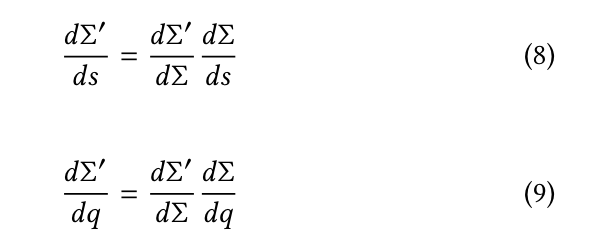 dΣ′/ds = dΣ′/dΣ dΣ/ds (8)
dΣ′/dq = dΣ′/dΣ dΣ/dq (9)